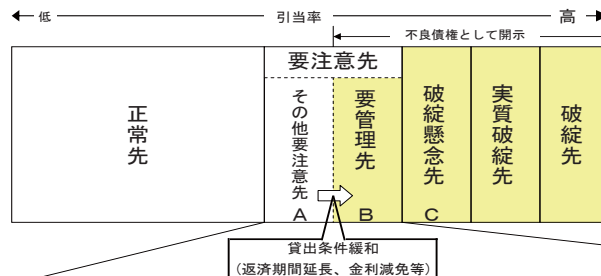 低 引当率 高
不良債権として開示
要注意先
正常先
その他要注意先
要管理先
破綻懸念先
実質破綻先
破綻先
A B C
貸出条件緩和
(返済期間延長、金利減免等)